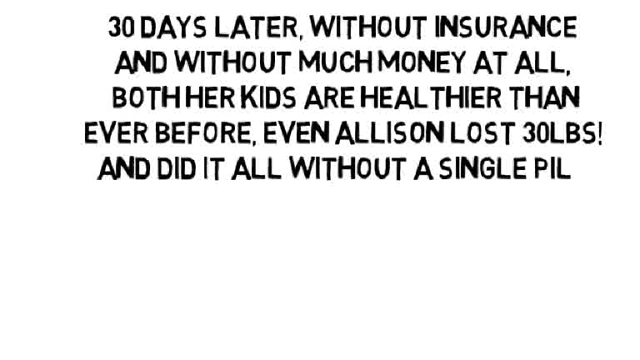 30 DAYS LATER, WITHOUT INSURANCE
AND WITHOUT MUCH MONEY AT ALL,
BOTH HER KIDS ARE HEALTHIER THAN
EVER BEFORE, EVEN ALLISON LOST 30LBS!
AND DID IT ALL WITHOUT A SINGLE PIL